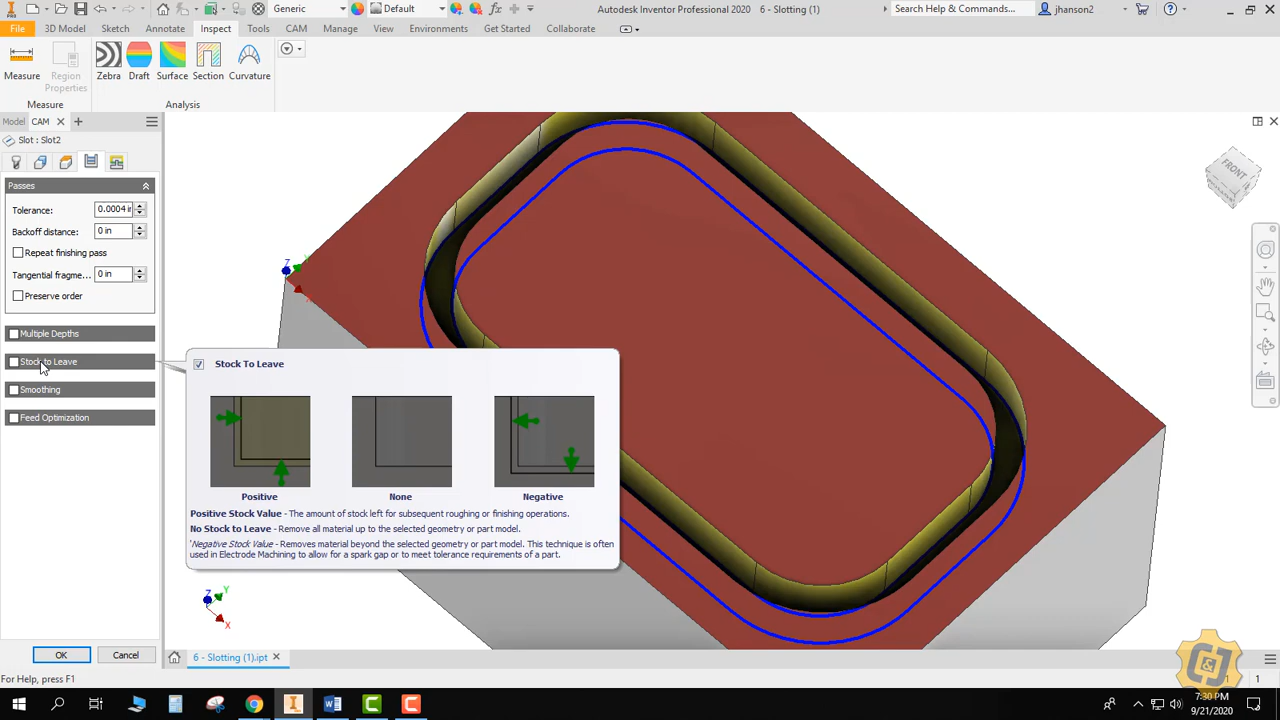 PRO
Generic
Default
Autodesk Inventor Professional 2020 6 - Slotting (1)
Search Help & Commands...
jhanson2
File 3D Model Sketch Annotate Inspect Tools CAM Manage View Environments Get Started Collaborate
Measure Region Properties Zebra Draft Surface Section Curvature
Measure Analysis
Model CAM
Slot : Slot2
Passes
Tolerance: 0.0004 i
Backoff distance: 0 in
Repeat finishing pass
Tangential fragme... 0 in
Preserve order
Multiple Depths
Stock to Leave
Smoothing
Feed Optimization
FRONT
Z
Stock To Leave
Positive None Negative
Positive Stock Value - The amount of stock left for subsequent roughing or finishing operations.
No Stock to Leave - Remove all material up to the selected geometry or part model.
'Negative Stock Value - Removes material beyond the selected geometry or part model. This technique is often
used in Electrode Machining to allow for a spark gap or to meet tolerance requirements of a part.
Z Y
X
OK Cancel
6 - Slotting (1).ipt
For Help, press F1
1
7:30 PM
9/21/2020